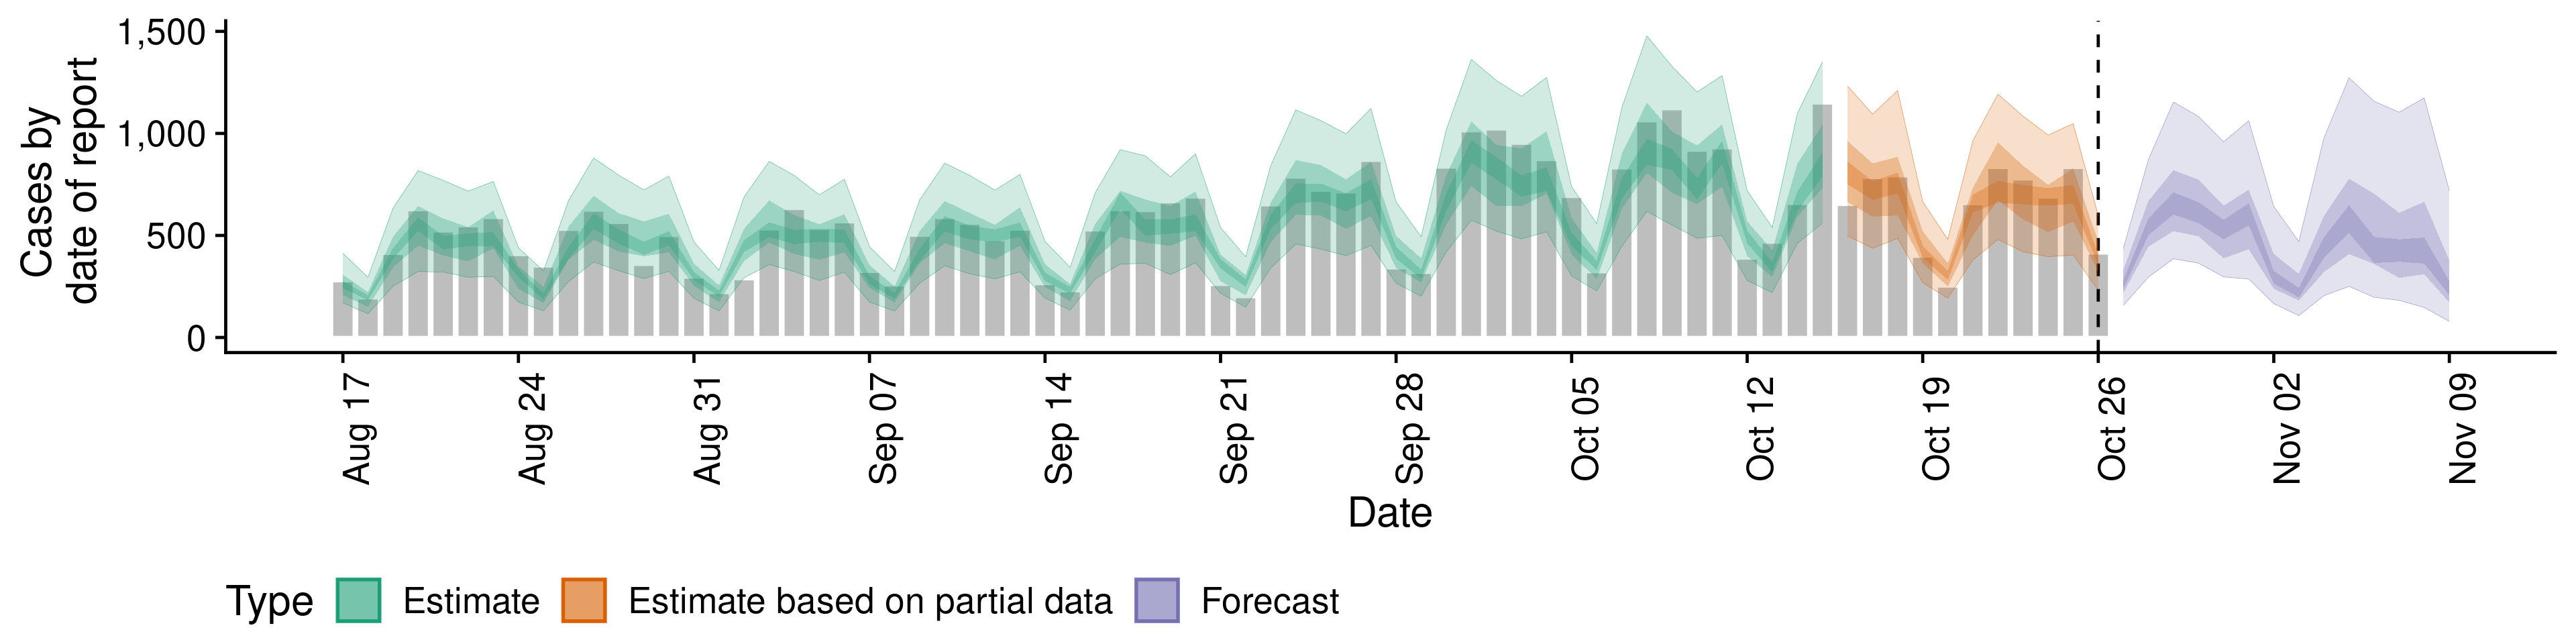 Cases by
date of report
1,500
1,000
500
0
Aug 17
Aug 24
Aug 31
Sep 07
Sep 14
Sep 21
Sep 28
Oct 05
Oct 12
Oct 19
Oct 26
Nov 02
Nov 09
Date
Type Estimate Estimate based on partial data Forecast